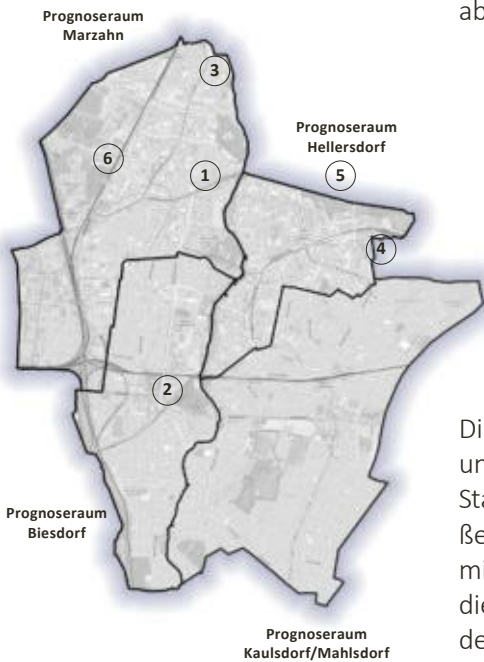 Prognoseraum
Marzahn
ab
3
Prognoseraum
Hellersdorf
6
1
5
4
2
Prognoseraum
Biesdorf
Prognoseraum
Kaulsdorf/Mahlsdorf
Di
un
Sta
ße
mi
die
de